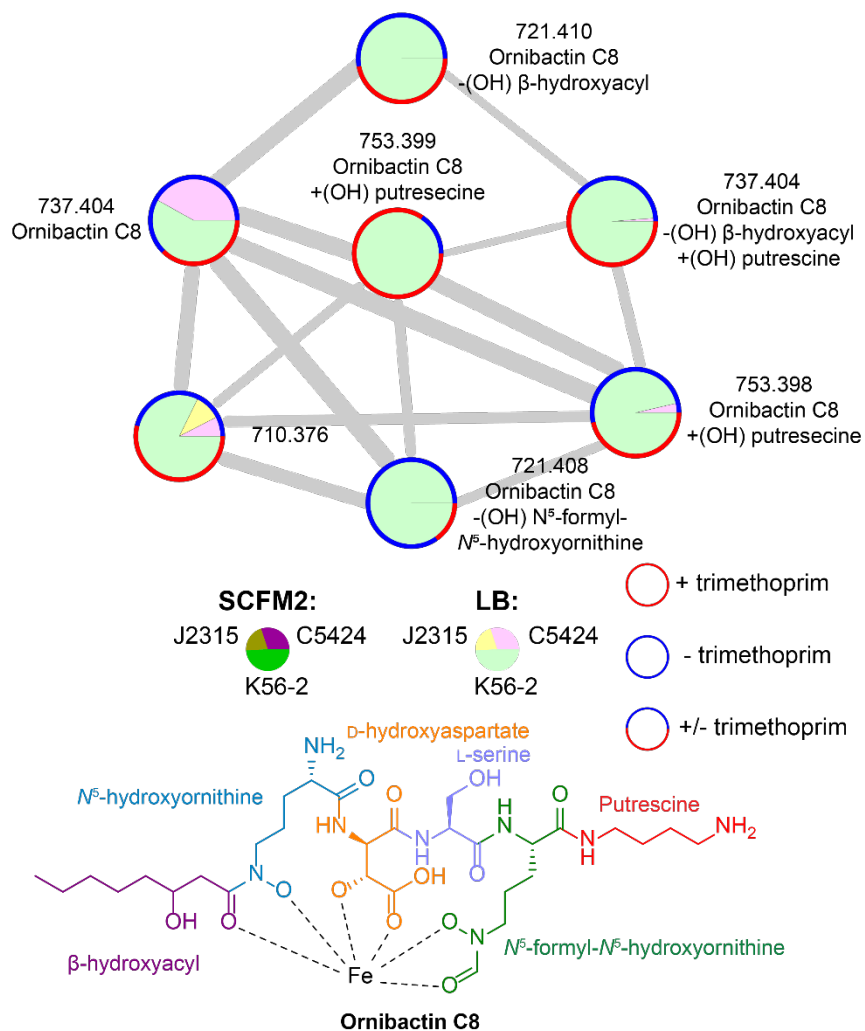 721.410
Ornibactin C8
-(OH) β-hydroxyacyl
753.399
Ornibactin C8
+(OH) putresecine
737.404
Ornibactin C8
737.404
Ornibactin C8
-(OH) β-hydroxyacyl
+(OH) putrescine
753.398
Ornibactin C8
+(OH) putresecine
710.376
721.408
Ornibactin C8
-(OH) N⁵-formyl-
N⁵-hydroxyornithine
SCFM2:
J2315 C5424
K56-2
LB:
J2315 C5424
K56-2
+ trimethoprim
- trimethoprim
+/- trimethoprim
D-hydroxyaspartate
L-serine
N⁵-hydroxyornithine
Putrescine
NH₂
OH
O
O
O
H
N
O
HN
N
H
N
H
NH₂
O
OH
O
N
O
OH
O
O
O
N
O
β-hydroxyacyl
N⁵-formyl-N⁵-hydroxyornithine
Fe
Ornibactin C8